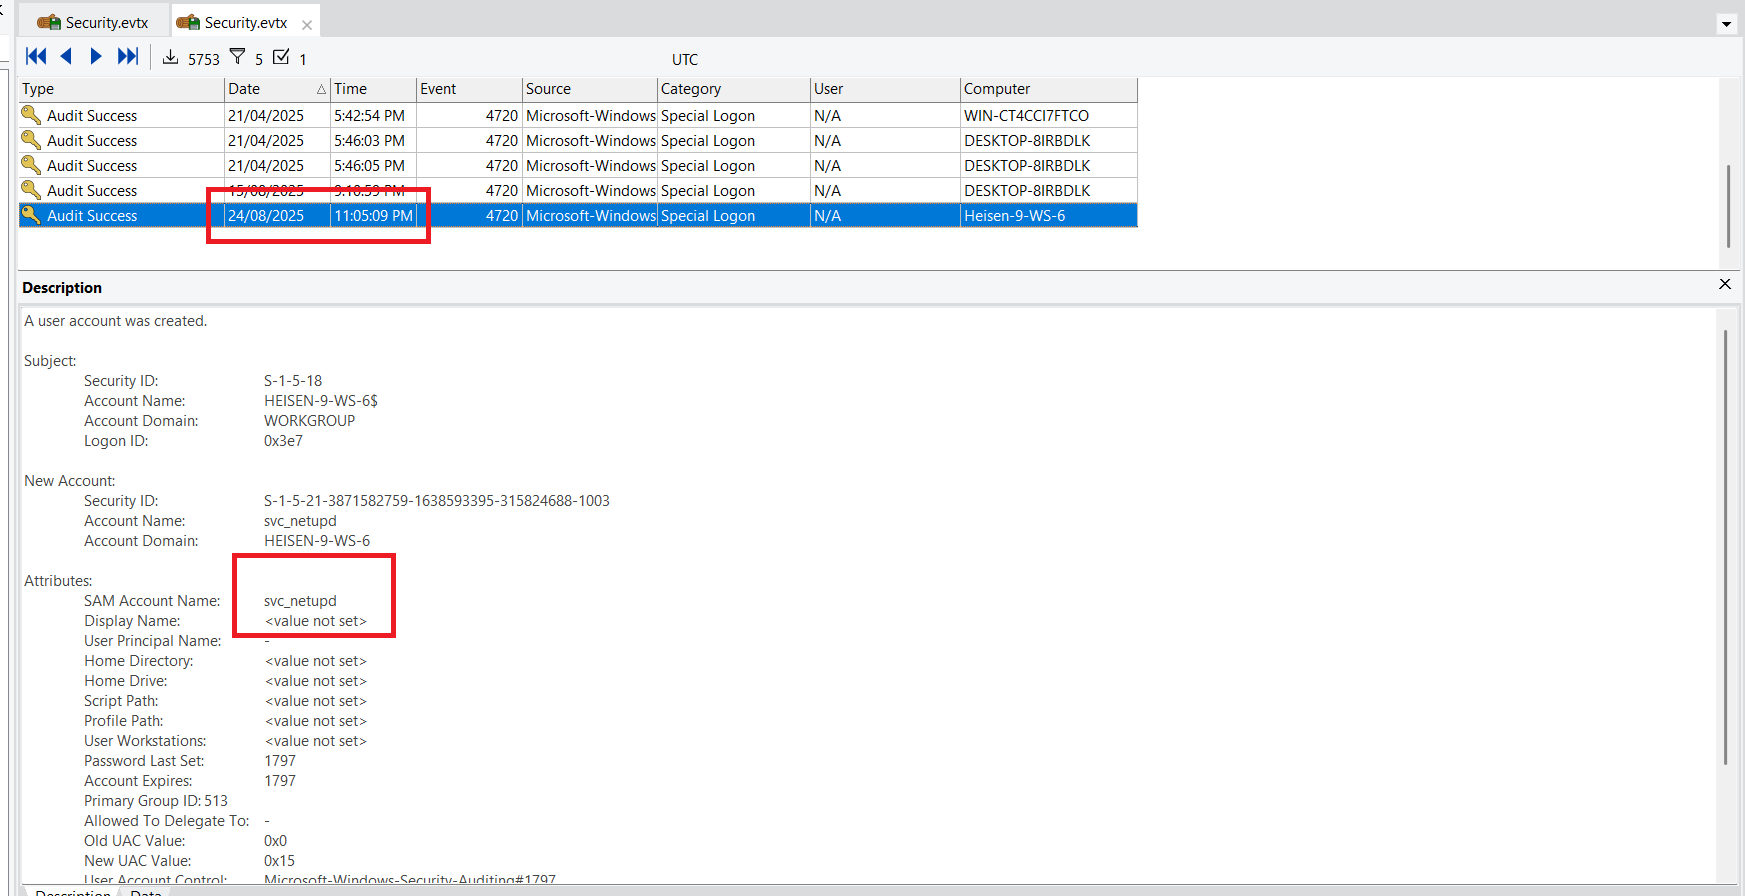 Security.evtx Security.evtx
5753 5 1 UTC
Type Date Time Event Source Category User Computer
Audit Success 21/04/2025 5:42:54 PM 4720 Microsoft-Windows Special Logon N/A WIN-CT4CCI7FTCO
Audit Success 21/04/2025 5:46:03 PM 4720 Microsoft-Windows Special Logon N/A DESKTOP-8IRBDLK
Audit Success 21/04/2025 5:46:05 PM 4720 Microsoft-Windows Special Logon N/A DESKTOP-8IRBDLK
Audit Success PM 4720 Microsoft-Windows Special Logon N/A DESKTOP-8IRBDLK
Audit Success 24/08/2025 11:05:09 PM 4720 Microsoft-Windows Special Logon N/A Heisen-9-WS-6
Description
A user account was created.
Subject:
Security ID: S-1-5-18
Account Name: HEISEN-9-WS-6$
Account Domain: WORKGROUP
Logon ID: 0x3e7
New Account:
Security ID: S-1-5-21-3871582759-1638593395-315824688-1003
Account Name: svc_netupd
Account Domain: HEISEN-9-WS-6
Attributes:
SAM Account Name: svc_netupd
Display Name: <value not set>
User Principal Name: -
Home Directory: <value not set>
Home Drive: <value not set>
Script Path: <value not set>
Profile Path: <value not set>
User Workstations: <value not set>
Password Last Set: 1797
Account Expires: 1797
Primary Group ID: 513
Allowed To Delegate To: -
Old UAC Value: 0x0
New UAC Value: 0x15
User Account Control: Microsoft-Windows-Security-Auditing#1797
Description Data